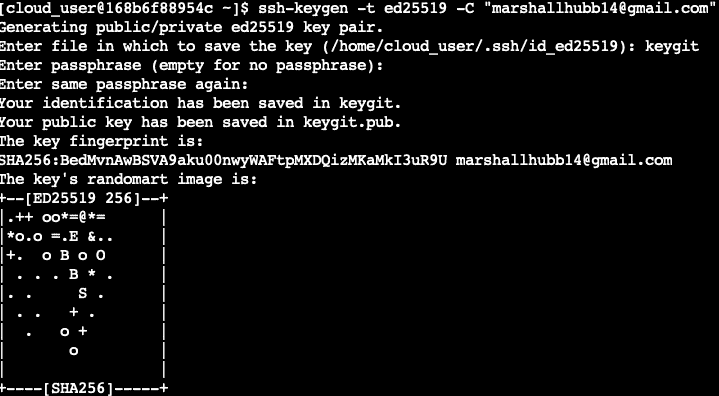 [cloud_user@168b6f88954c ~]$ ssh-keygen -t ed25519 -C "marshallhubb14@gmail.com"
Generating public/private ed25519 key pair.
Enter file in which to save the key (/home/cloud_user/.ssh/id_ed25519): keygit
Enter passphrase (empty for no passphrase):
Enter same passphrase again:
Your identification has been saved in keygit.
Your public key has been saved in keygit.pub.
The key fingerprint is:
SHA256:BedMvnAwBSVA9aku00nwyWAFtpMXDQizMKaMkI3uR9U marshallhubb14@gmail.com
The key's randomart image is:
+--[ED25519 256]--+
|.++ oo*=@*=      |
|*o.o =.E &..     |
|+.  o B o O      |
| . . . B * .     |
|. .     S .      |
| . .   + .       |
|  .   o +        |
|       o         |
|                 |
+----[SHA256]-----+